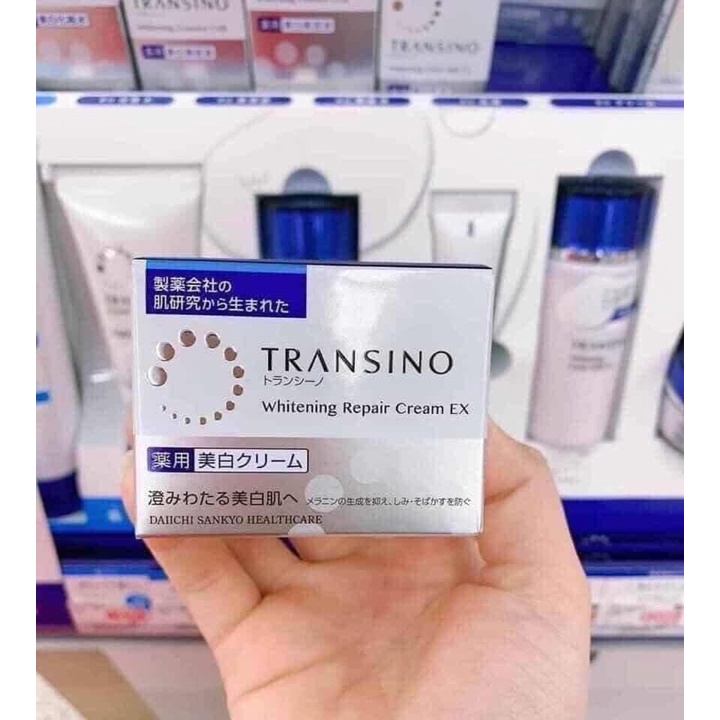 TRANSINO
TRANSINO
製薬会社の
肌研究から生まれた
TRANSINO
トランシーノ
Whitening Repair Cream EX
薬用 美白クリーム
澄みわたる美白肌へ メラニンの生成を抑え、しみ・そばかすを防ぐ
DAIICHI SANKYO HEALTHCARE